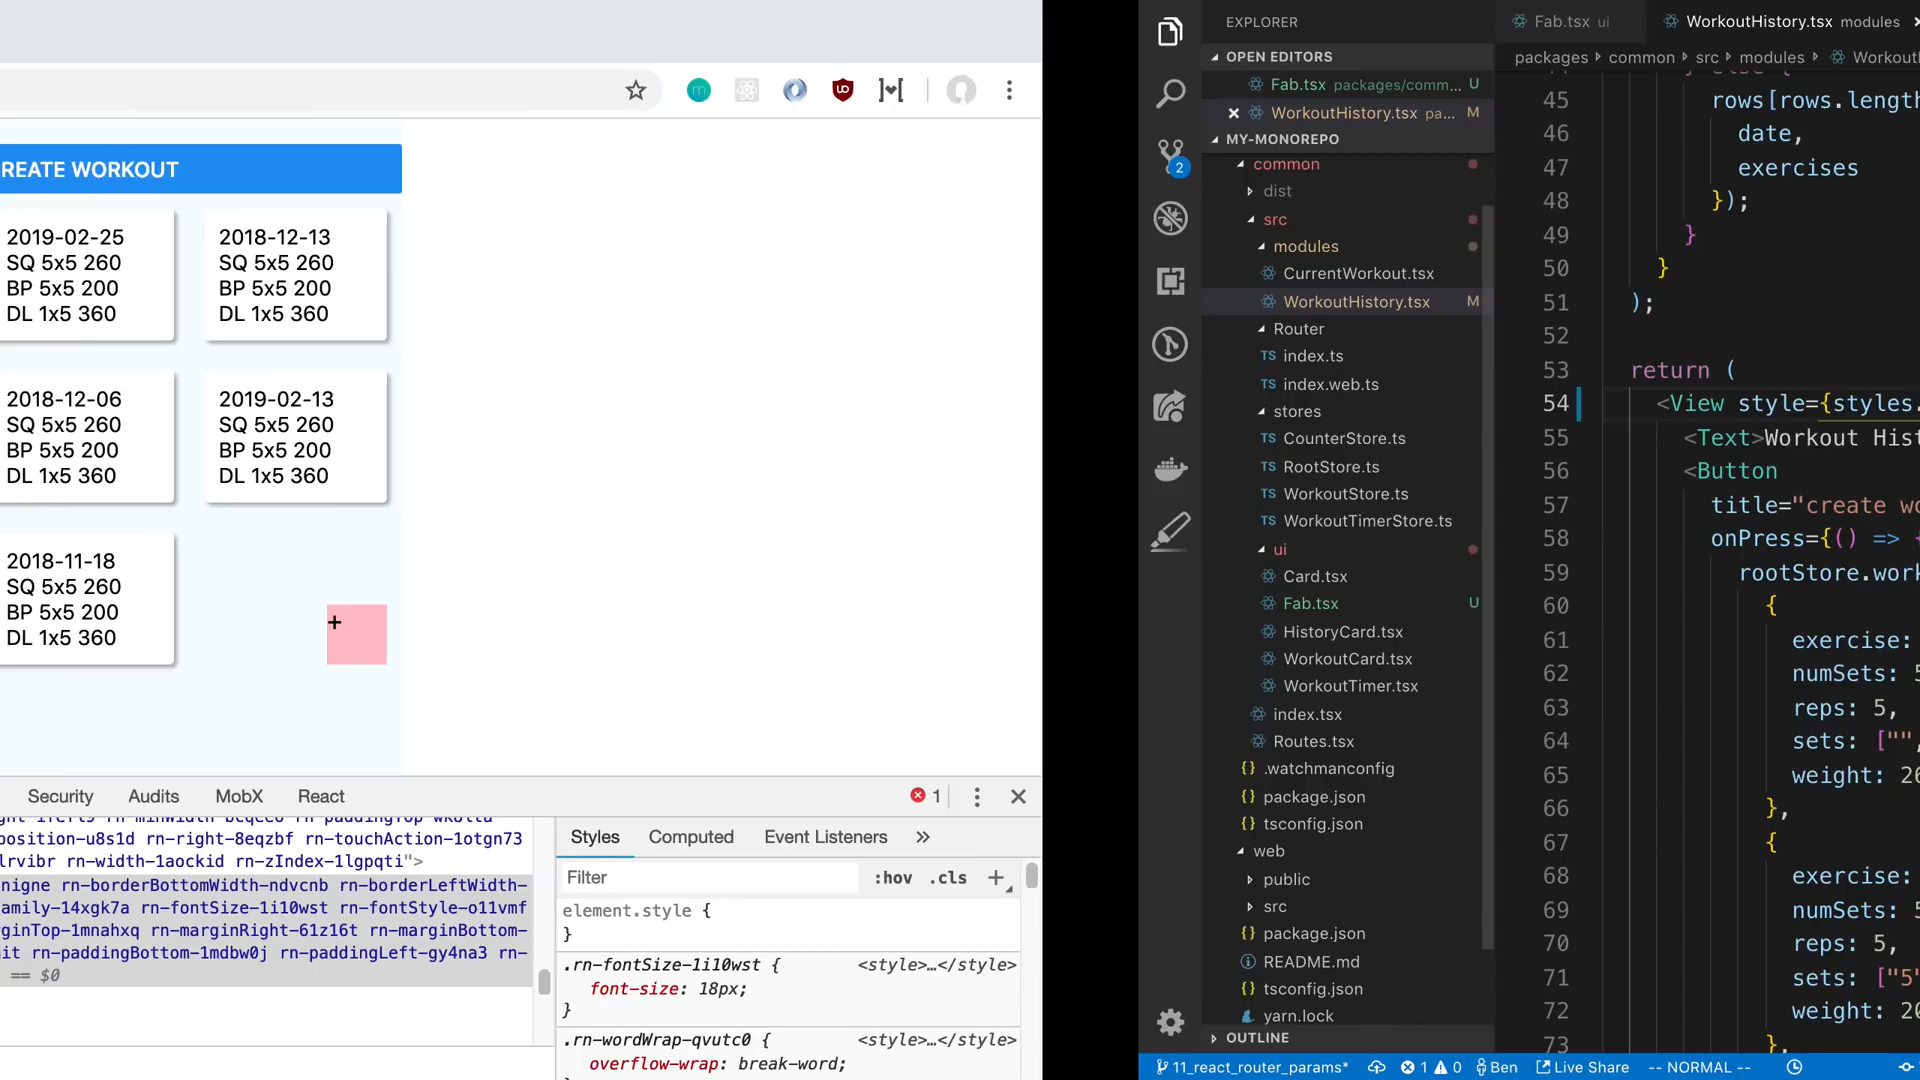 REATE WORKOUT
2019-02-25
SQ 5x5 260
BP 5x5 200
DL 1x5 360
2018-12-13
SQ 5x5 260
BP 5x5 200
DL 1x5 360
2018-12-06
SQ 5x5 260
BP 5x5 200
DL 1x5 360
2019-02-13
SQ 5x5 260
BP 5x5 200
DL 1x5 360
2018-11-18
SQ 5x5 260
BP 5x5 200
DL 1x5 360
+
Security Audits MobX React 1
position-u8s1d rn-right-8eqzbf rn-touchAction-1otgn73
lrvibr rn-width-1aockid rn-zIndex-1lgpqti">
nigne rn-borderBottomWidth-ndvcnb rn-borderLeftWidth-
amily-14xgk7a rn-fontSize-1i10wst rn-fontStyle-o11vmf
ginTop-1mnahxq rn-marginRight-61z16t rn-marginBottom-
it rn-paddingBottom-1mdbw0j rn-paddingLeft-gy4na3 rn-
== $0
Styles Computed Event Listeners »
Filter :hov .cls +
element.style {
}
.rn-fontSize-1i10wst { <style>…</style>
font-size: 18px;
}
.rn-wordWrap-qvutc0 { <style>…</style>
overflow-wrap: break-word;
EXPLORER
OPEN EDITORS
Fab.tsx packages/comm... U
WorkoutHistory.tsx pa... M
MY-MONOREPO
common
dist
src
modules
CurrentWorkout.tsx
WorkoutHistory.tsx M
Router
TS index.ts
TS index.web.ts
stores
TS CounterStore.ts
TS RootStore.ts
TS WorkoutStore.ts
TS WorkoutTimerStore.ts
ui
Card.tsx
Fab.tsx U
HistoryCard.tsx
WorkoutCard.tsx
WorkoutTimer.tsx
index.tsx
Routes.tsx
{} .watchmanconfig
{} package.json
{} tsconfig.json
web
public
src
{} package.json
README.md
{} tsconfig.json
yarn.lock
OUTLINE
2
Fab.tsx ui WorkoutHistory.tsx modules
packages common src modules Workout
45 rows[rows.length
46 date,
47 exercises
48 });
49 }
50 }
51 );
52
53 return (
54 <View style={styles.
55 <Text>Workout Hist
56 <Button
57 title="create wo
58 onPress={() => {
59 rootStore.work
60 {
61 exercise:
62 numSets: 5
63 reps: 5,
64 sets: ["",
65 weight: 26
66 },
67 {
68 exercise:
69 numSets: 5
70 reps: 5,
71 sets: ["5"
72 weight: 20
73 },
11_react_router_params* 1 0 Ben Live Share -- NORMAL --